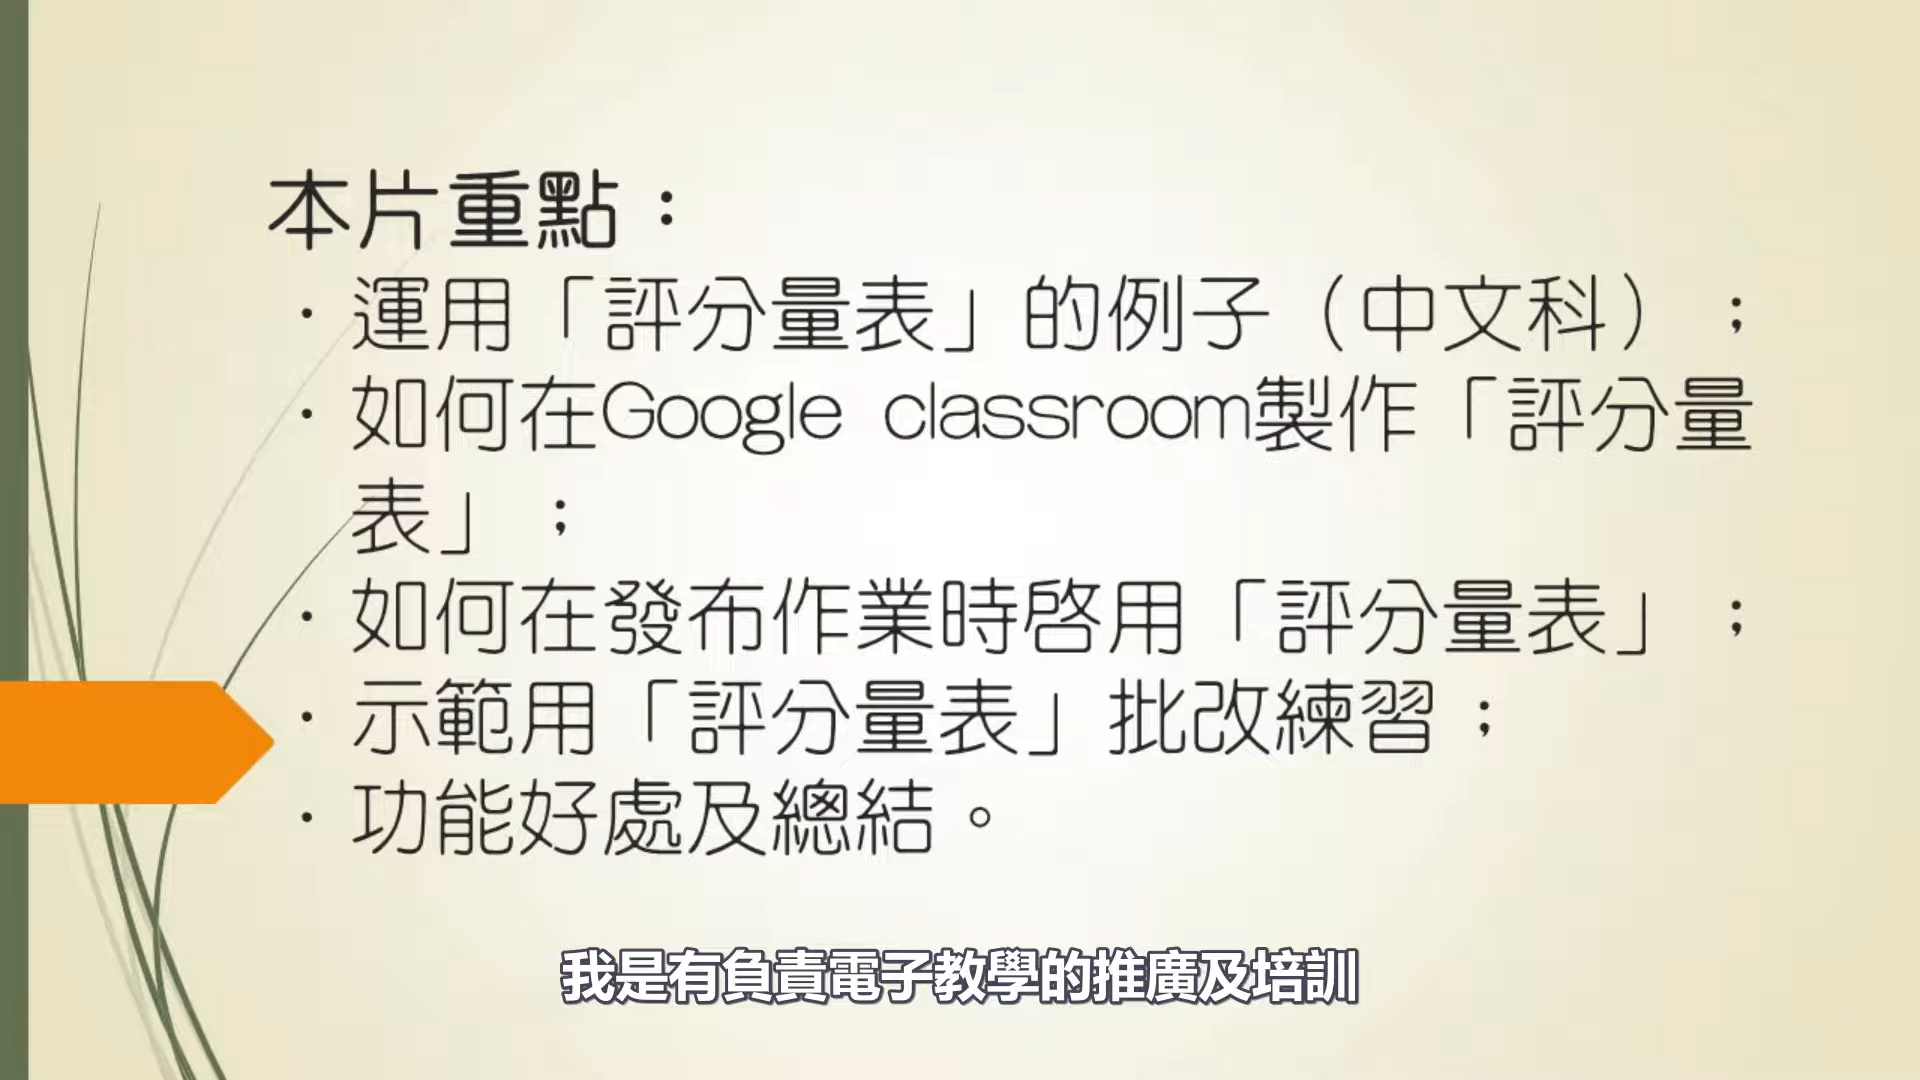 本片重點：
· 運用「評分量表」的例子（中文科）；
· 如何在Google classroom製作「評分量
表」；
· 如何在發布作業時啓用「評分量表」；
· 示範用「評分量表」批改練習；
· 功能好處及總結。
我是有負責電子教學的推廣及培訓